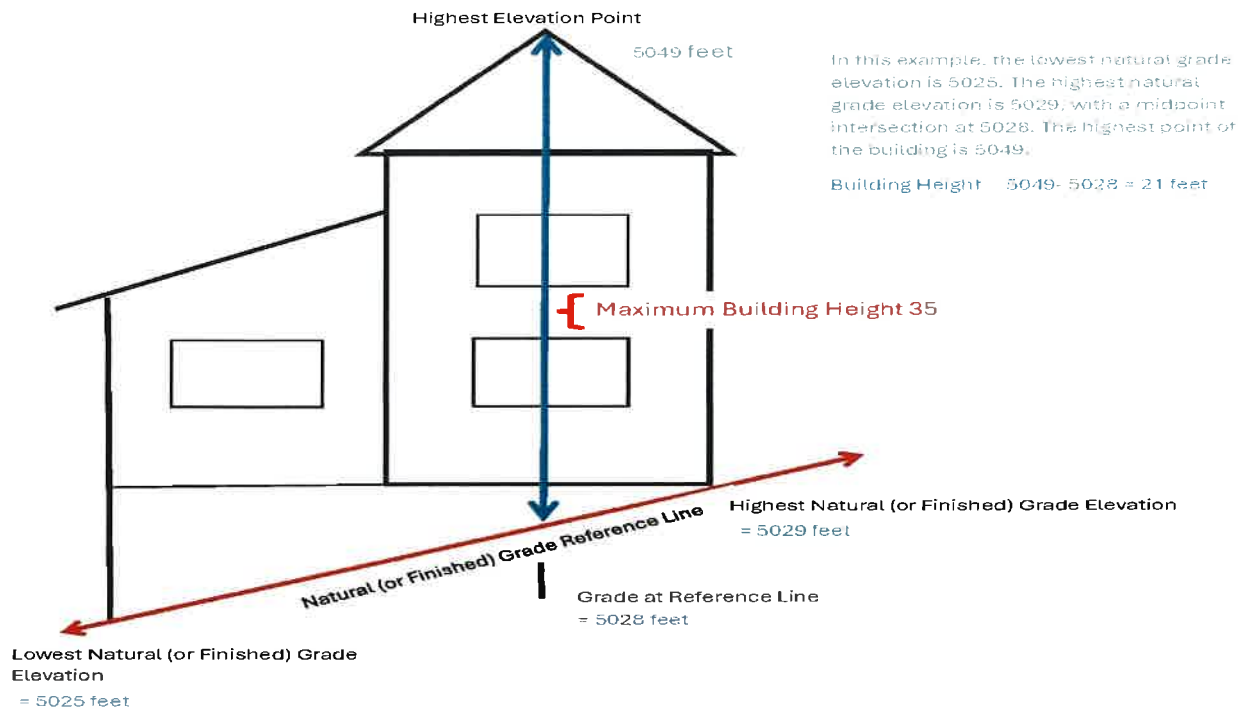 Highest Elevation Point
5049 feet
In this example, the lowest natural grade
elevation is 5025. The highest natural
grade elevation is 5029, with a midpoint
intersection at 5028. The highest point of
the building is 5049.
Building Height 5049- 5028 = 21 feet
Maximum Building Height 35
Highest Natural (or Finished) Grade Elevation
= 5029 feet
Natural (or Finished) Grade Reference Line
Grade at Reference Line
= 5028 feet
Lowest Natural (or Finished) Grade
Elevation
= 5025 feet